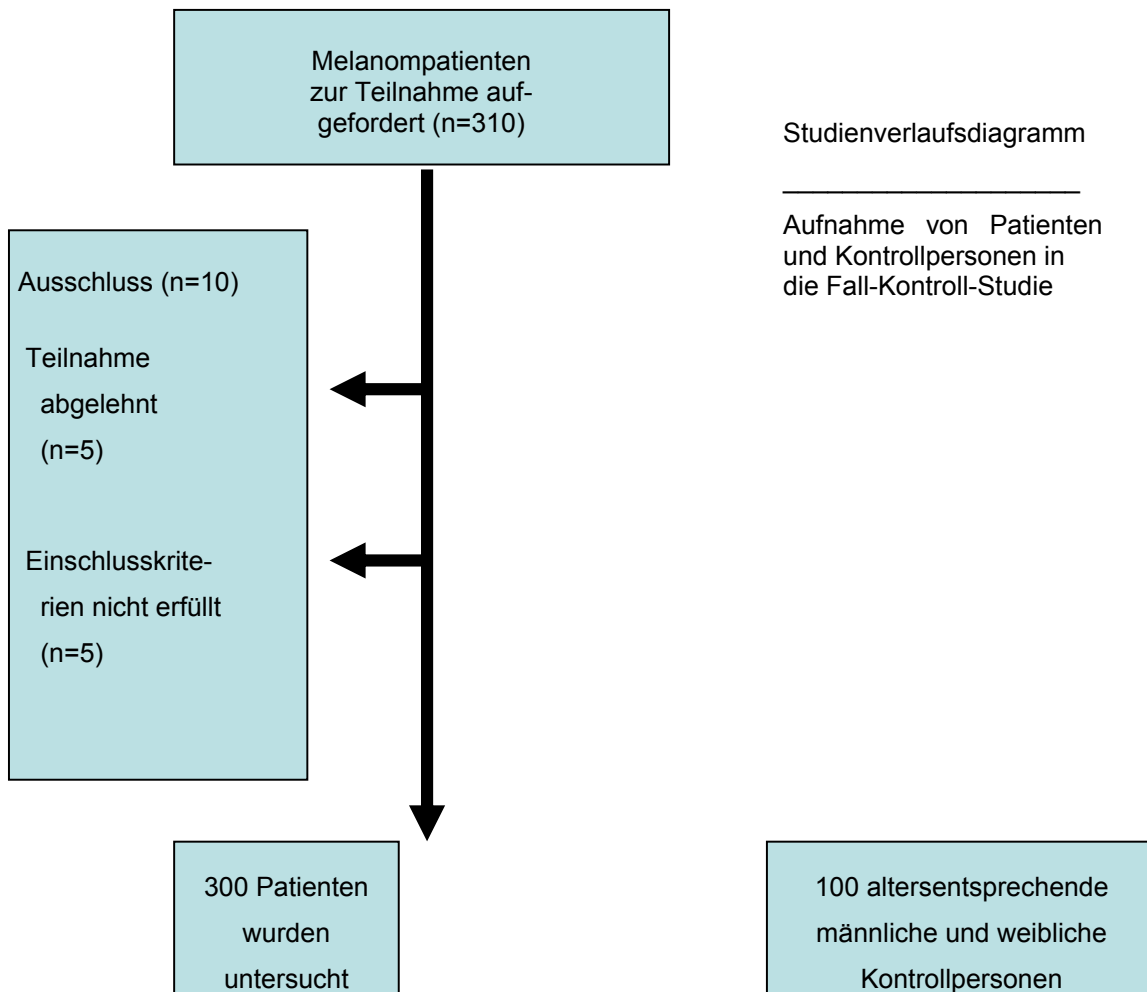 Melanompatienten
zur Teilnahme auf-
gefordert (n=310)
Studienverlaufsdiagramm
____________________
Aufnahme von Patienten
und Kontrollpersonen in
die Fall-Kontroll-Studie
Ausschluss (n=10)
Teilnahme
abgelehnt
(n=5)
Einschlusskrite-
rien nicht erfüllt
(n=5)
300 Patienten
wurden
untersucht
100 altersentsprechende
männliche und weibliche
Kontrollpersonen